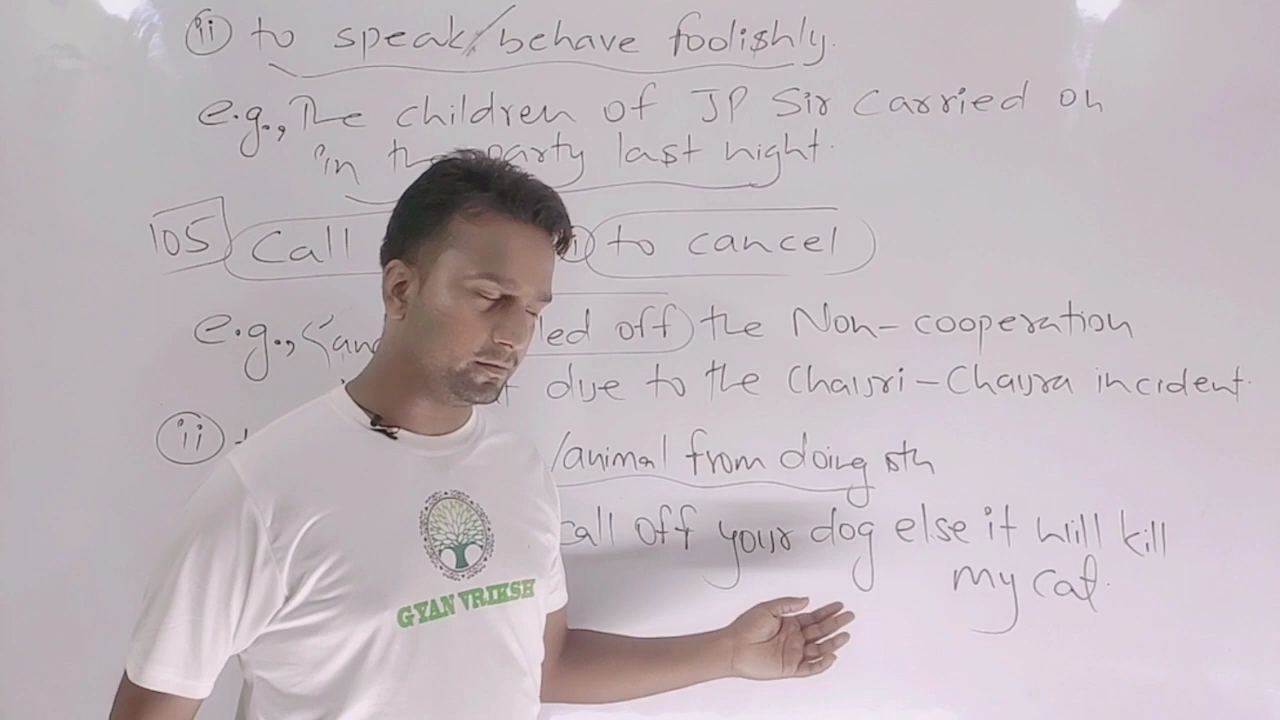 (ii) to speak/behave foolishly.
e.g., The children of JP Sir carried on
in the party last night.
105 Call (i) to cancel
e.g., led off the Non-cooperation
due to the Chauri-Chaura incident.
(ii) /animal from doing sth
call off your dog else it will kill
my cat.
GYAN VRIKSH